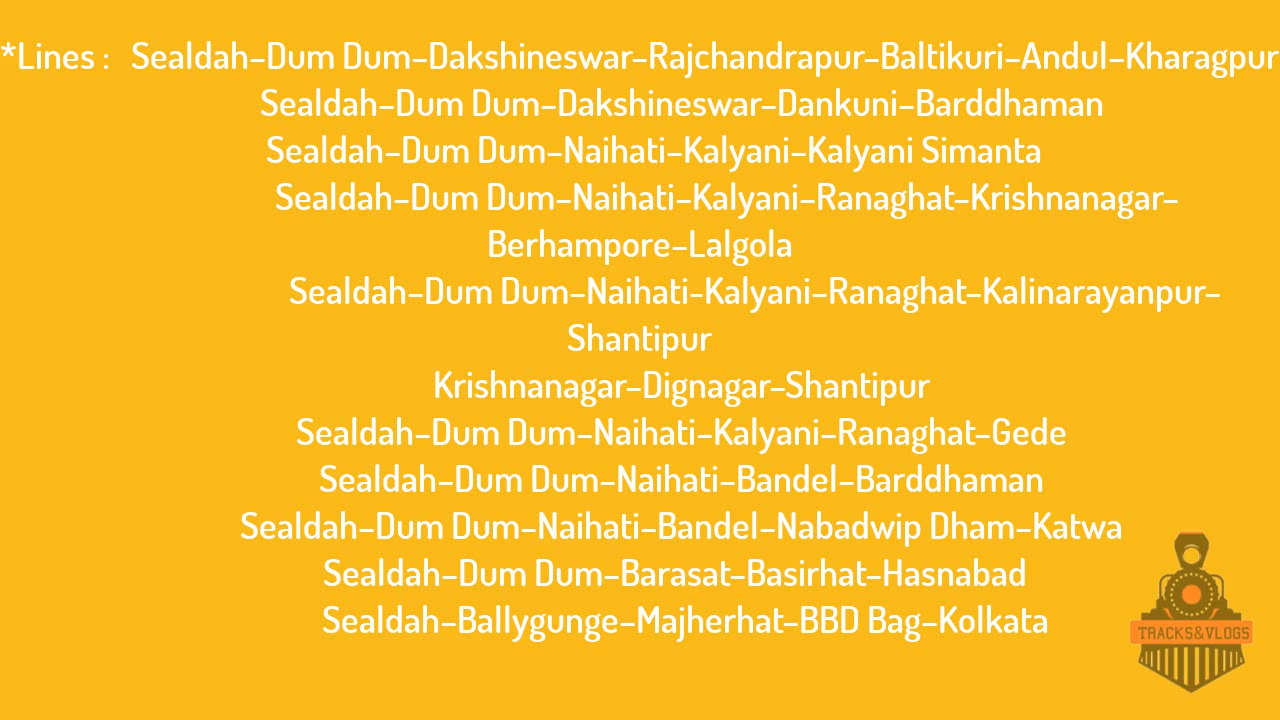 *Lines : Sealdah–Dum Dum–Dakshineswar–Rajchandrapur–Baltikuri–Andul–Kharagpur
Sealdah–Dum Dum–Dakshineswar–Dankuni–Barddhaman
Sealdah–Dum Dum–Naihati–Kalyani–Kalyani Simanta
Sealdah–Dum Dum–Naihati–Kalyani–Ranaghat–Krishnanagar–
Berhampore–Lalgola
Sealdah–Dum Dum–Naihati-Kalyani–Ranaghat–Kalinarayanpur–
Shantipur
Krishnanagar–Dignagar–Shantipur
Sealdah–Dum Dum–Naihati–Kalyani–Ranaghat–Gede
Sealdah–Dum Dum–Naihati–Bandel–Barddhaman
Sealdah–Dum Dum–Naihati–Bandel–Nabadwip Dham–Katwa
Sealdah–Dum Dum–Barasat–Basirhat–Hasnabad
Sealdah–Ballygunge–Majherhat–BBD Bag–Kolkata
TRACKS&VLOGS